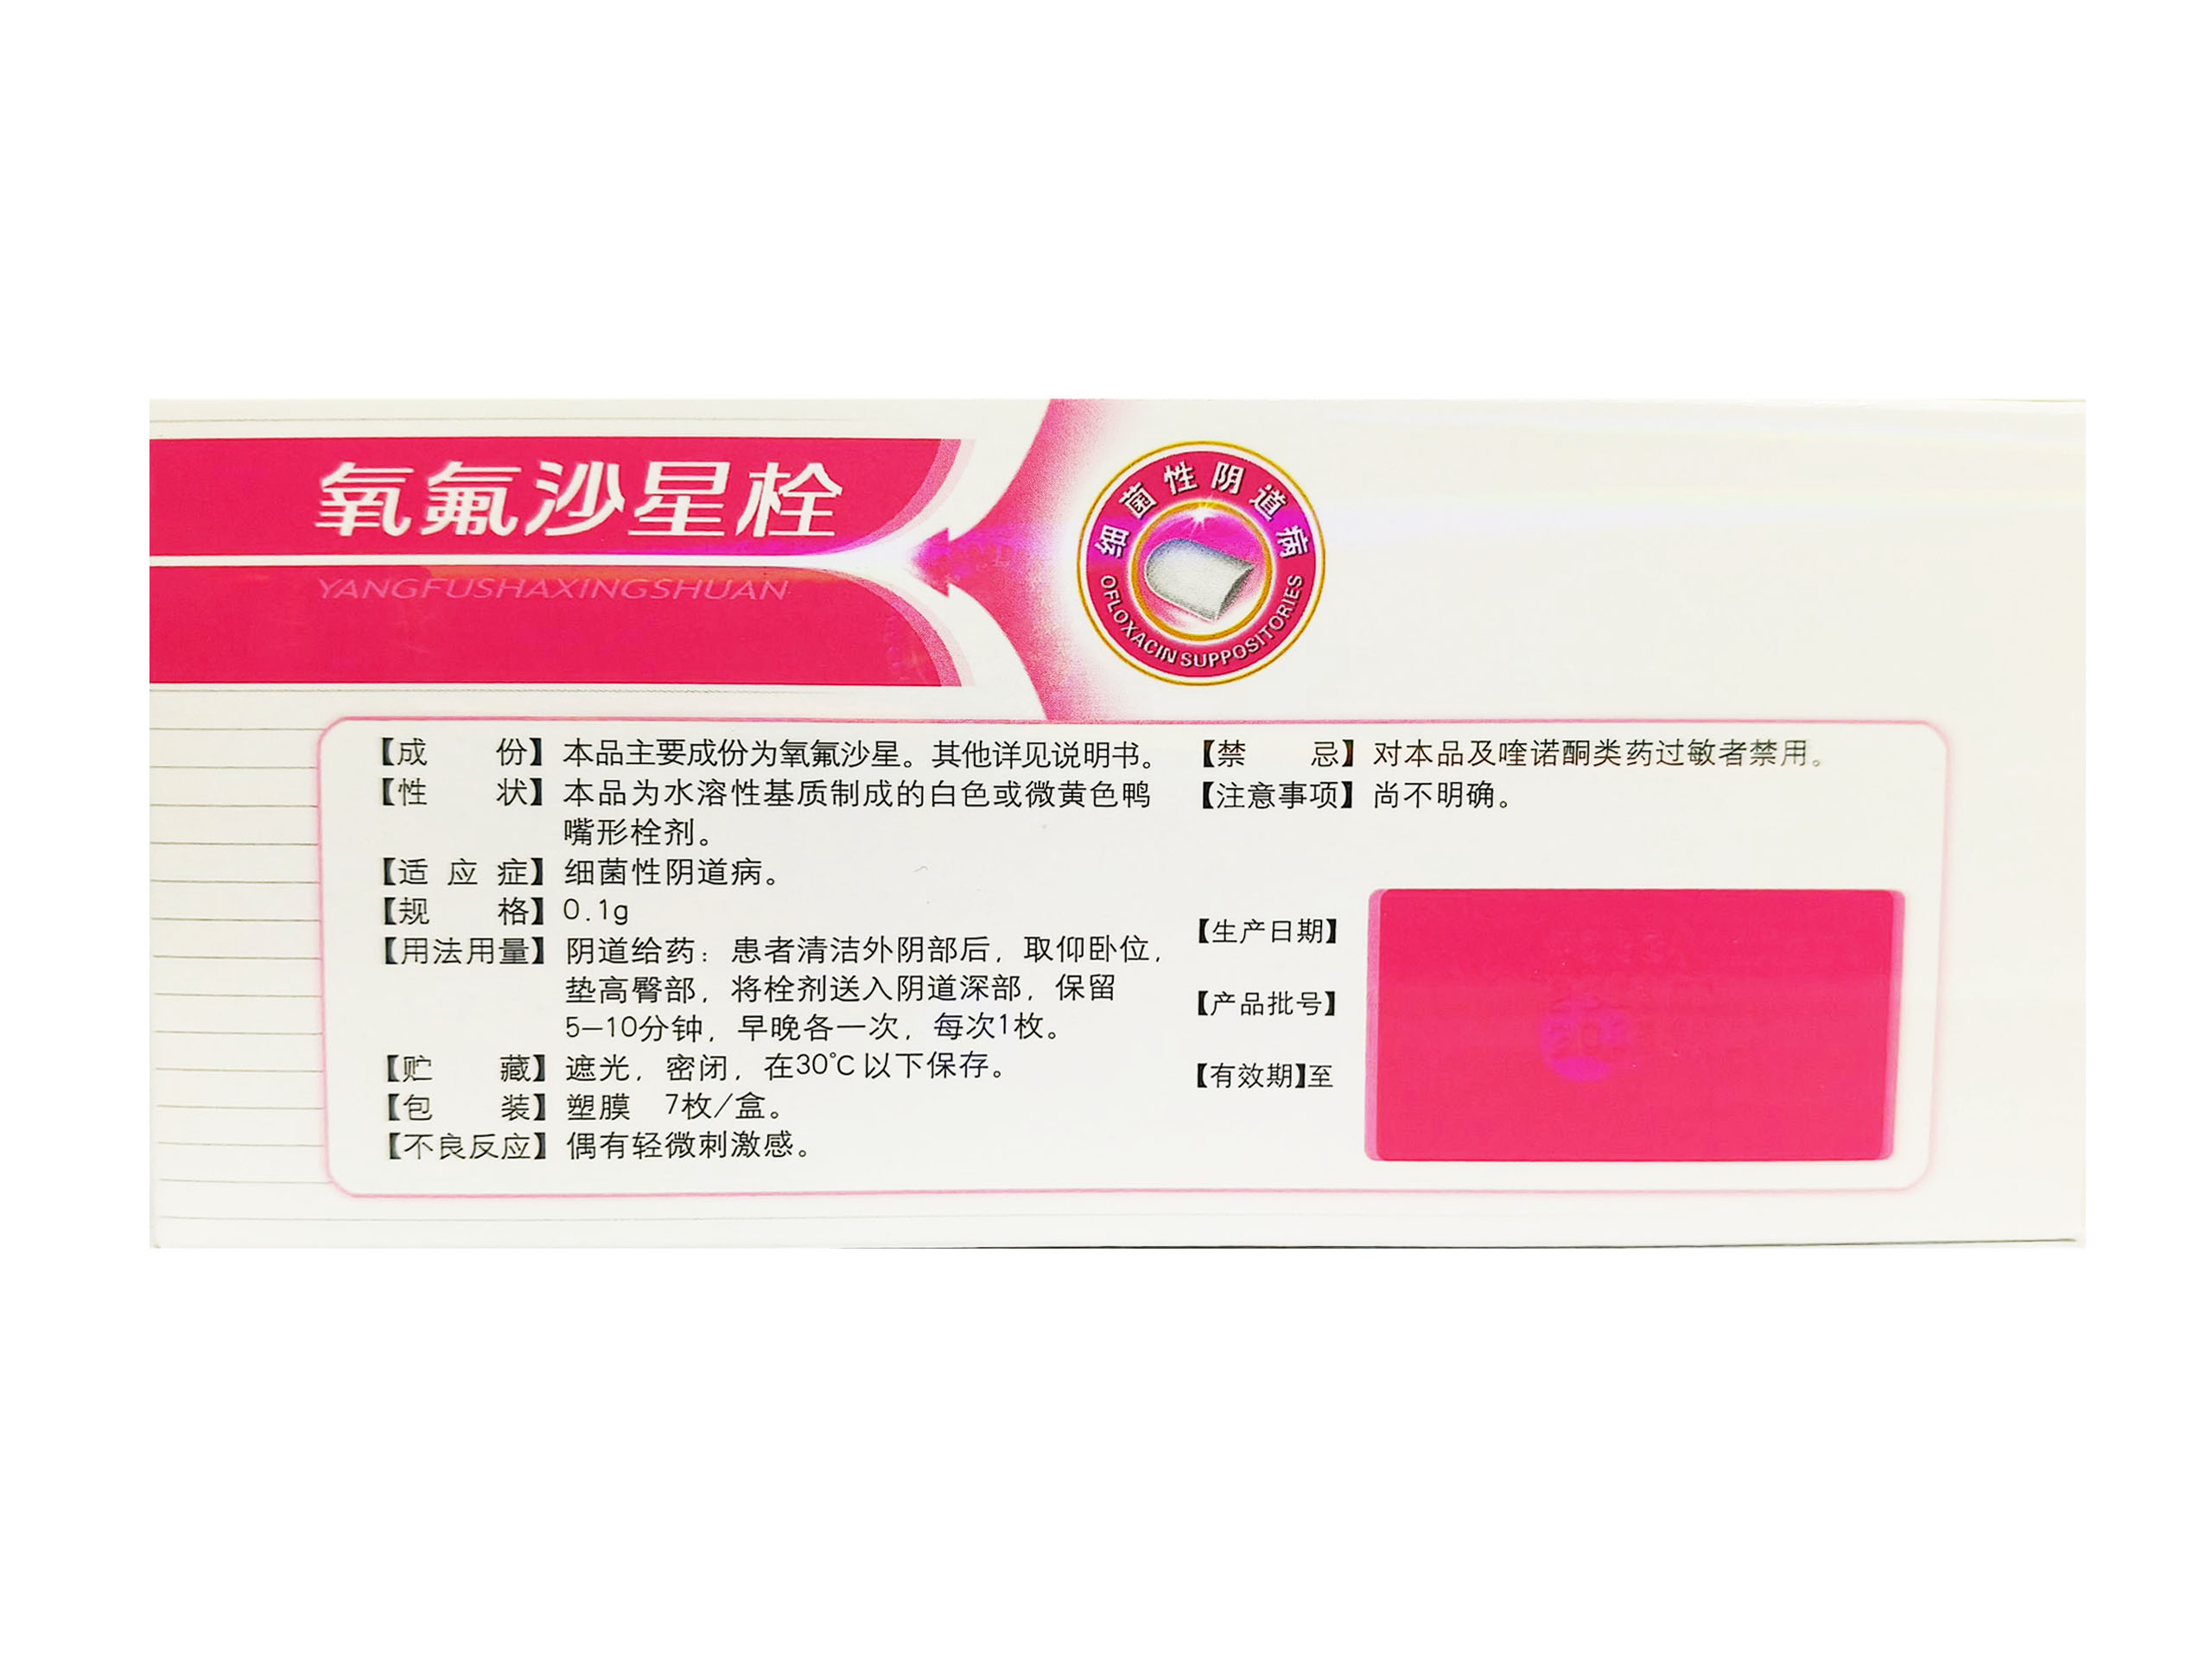 氧氟沙星栓
YANGFUSHAXINGSHUAN
细菌性阴道病
OFLOXACIN SUPPOSITORIES
【成 份】本品主要成份为氧氟沙星。其他详见说明书。
【性 状】本品为水溶性基质制成的白色或微黄色鸭
嘴形栓剂。
【适 应 症】细菌性阴道病。
【规 格】0.1g
【用法用量】阴道给药：患者清洁外阴部后，取仰卧位，
垫高臀部，将栓剂送入阴道深部，保留
5—10分钟，早晚各一次，每次1枚。
【贮 藏】遮光，密闭，在30℃以下保存。
【包 装】塑膜 7枚/盒。
【不良反应】偶有轻微刺激感。
【禁 忌】对本品及喹诺酮类药过敏者禁用。
【注意事项】尚不明确。
【生产日期】
【产品批号】
【有效期】至